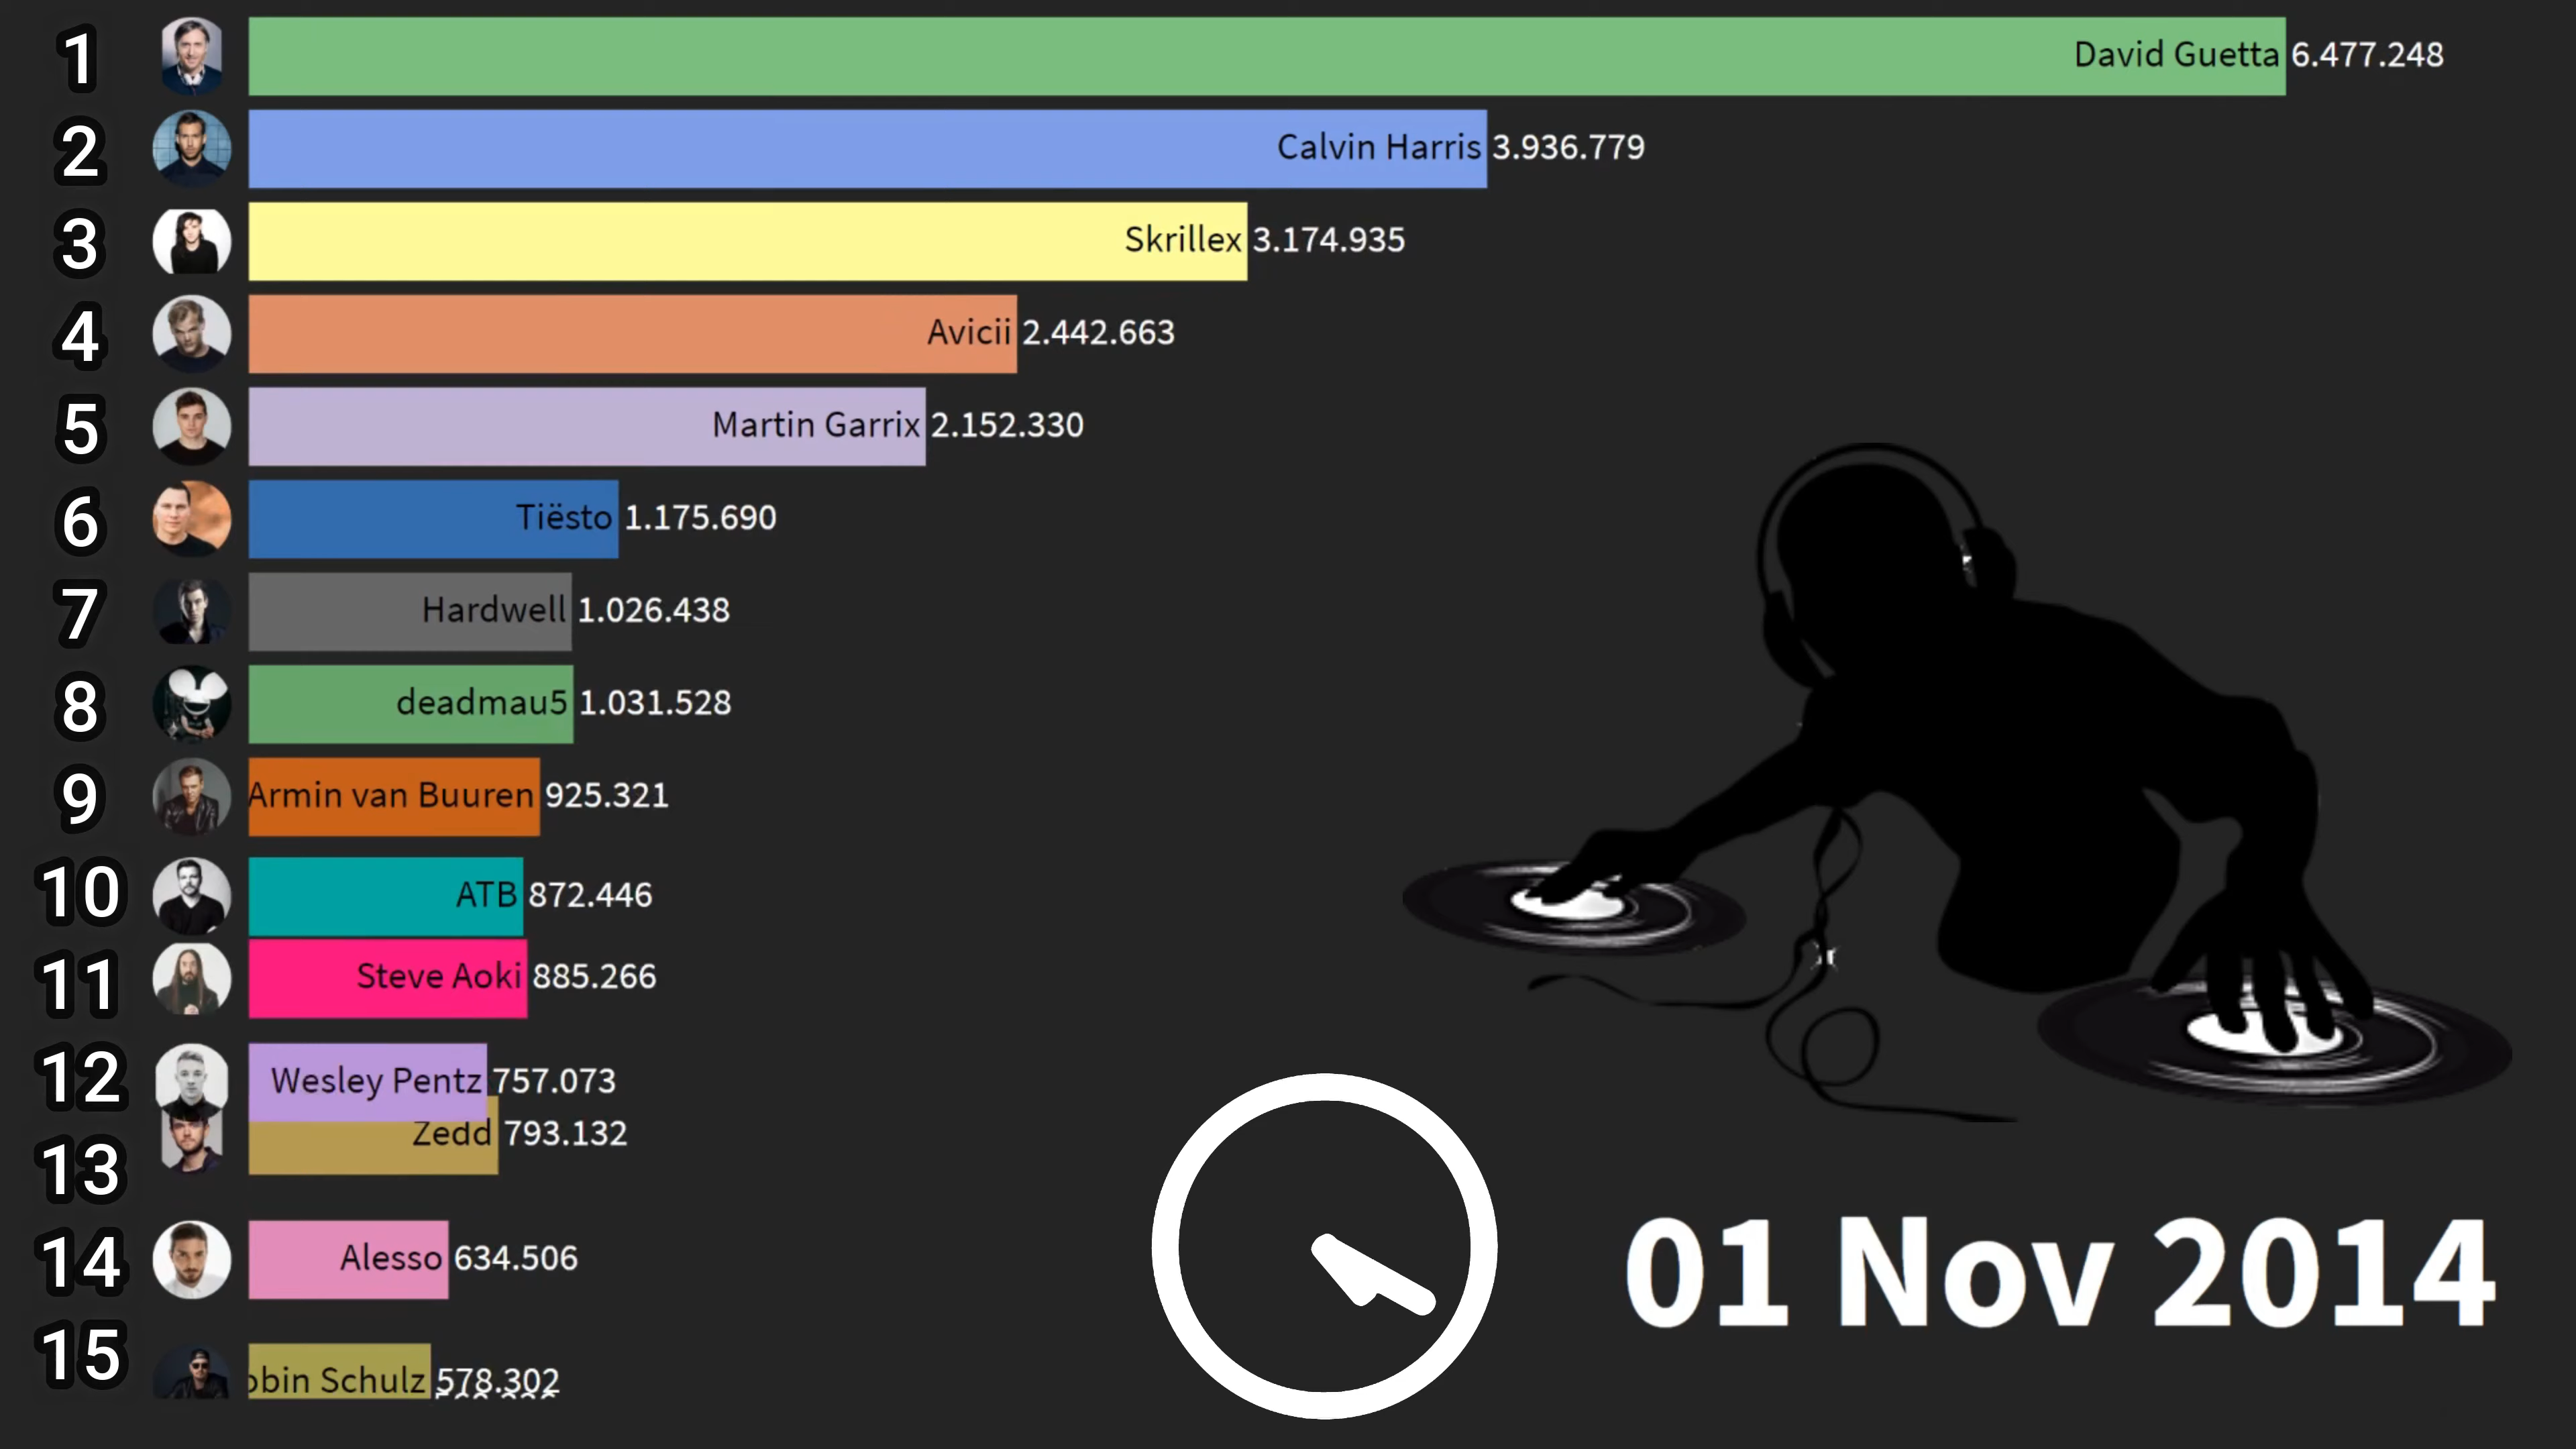 1 David Guetta 6.477.248
2 Calvin Harris 3.936.779
3 Skrillex 3.174.935
4 Avicii 2.442.663
5 Martin Garrix 2.152.330
6 Tiësto 1.175.690
7 Hardwell 1.026.438
8 deadmau5 1.031.528
9 Armin van Buuren 925.321
10 ATB 872.446
11 Steve Aoki 885.266
12 Wesley Pentz 757.073
Zedd 793.132
13
14 Alesso 634.506
15 obin Schulz 578.302
01 Nov 2014